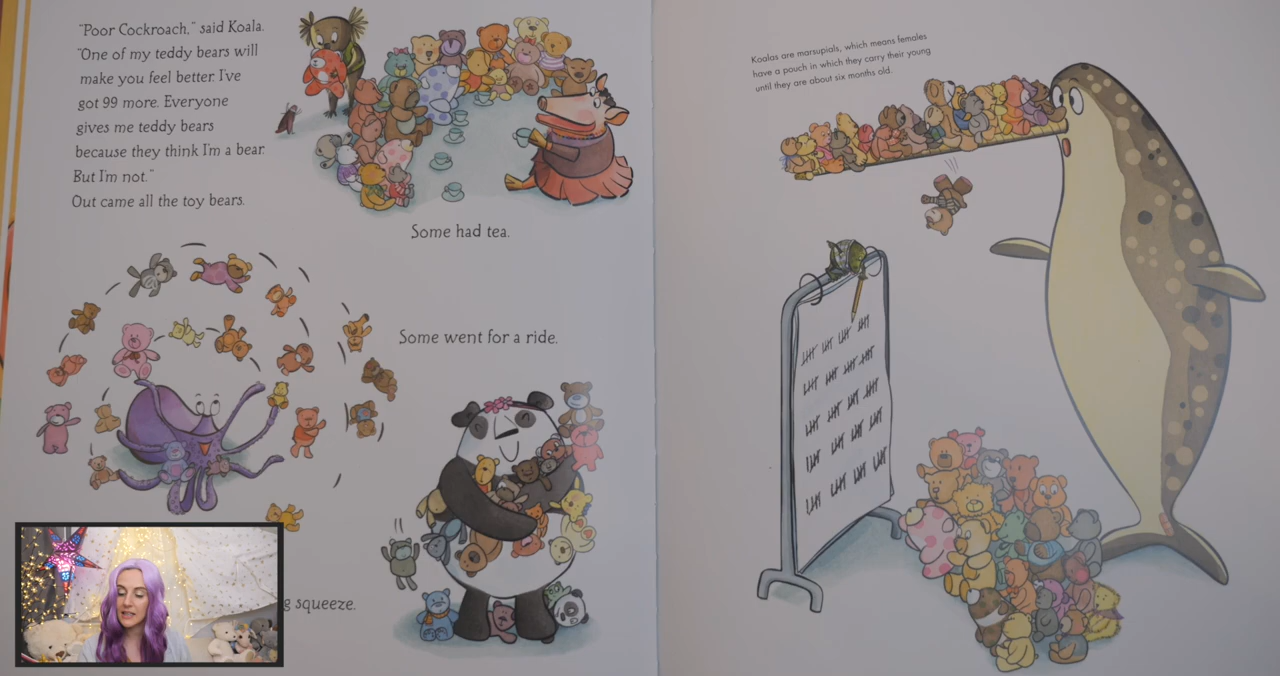 "Poor Cockroach," said Koala.
"One of my teddy bears will
make you feel better. I've
got 99 more. Everyone
gives me teddy bears
because they think I'm a bear.
But I'm not."
Out came all the toy bears.
Some had tea.
Some went for a ride.
squeeze.
Koalas are marsupials, which means females
have a pouch in which they carry their young
until they are about six months old.